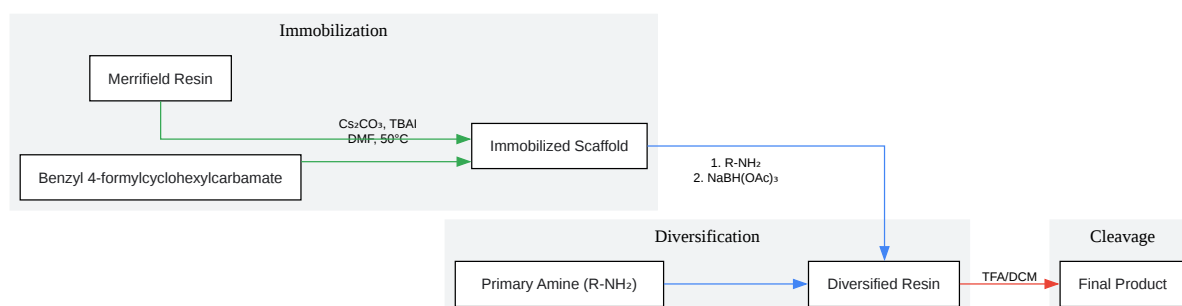 Immobilization
Merrifield Resin
Cs₂CO₃, TBAI
DMF, 50°C
Immobilized Scaffold
Benzyl 4-formylcyclohexylcarbamate
1. R-NH₂
2. NaBH(OAc)₃
Diversification
Cleavage
Primary Amine (R-NH₂)
Diversified Resin
TFA/DCM
Final Product